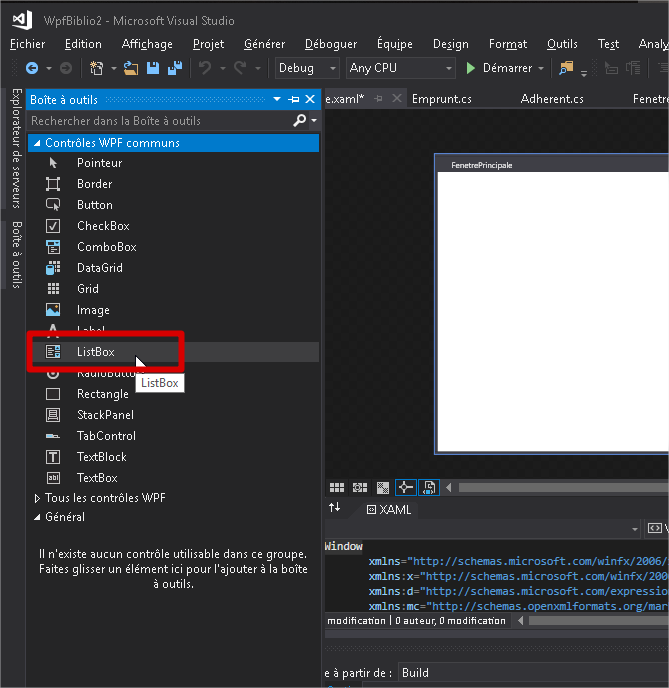 WpfBiblio2 - Microsoft Visual Studio
Fichier Edition Affichage Projet Générer Déboguer Équipe Design Format Outils Test
Debug Any CPU Démarrer
Explorateur de serveurs
Boîte à outils
Boîte à outils
e.xaml* Emprunt.cs Adherent.cs
Rechercher dans la Boîte à outils
Contrôles WPF communs
Pointeur
Border
Button
CheckBox
ComboBox
DataGrid
Grid
Image
Label
ListBox
RadioButton
ListBox
Rectangle
StackPanel
TabControl
TextBlock
TextBox
Tous les contrôles WPF
Général
Il n'existe aucun contrôle utilisable dans ce groupe.
Faites glisser un élément ici pour l'ajouter à la boîte
à outils.
FenetrePrincipale
XAML
Window
xmlns="http://schemas.microsoft.com/winfx/2006/
xmlns:x="http://schemas.microsoft.com/winfx/200
xmlns:d="http://schemas.microsoft.com/expression
xmlns:mc="http://schemas.openxmlformats.org/mar
modification | 0 auteur, 0 modification
e à partir de : Build